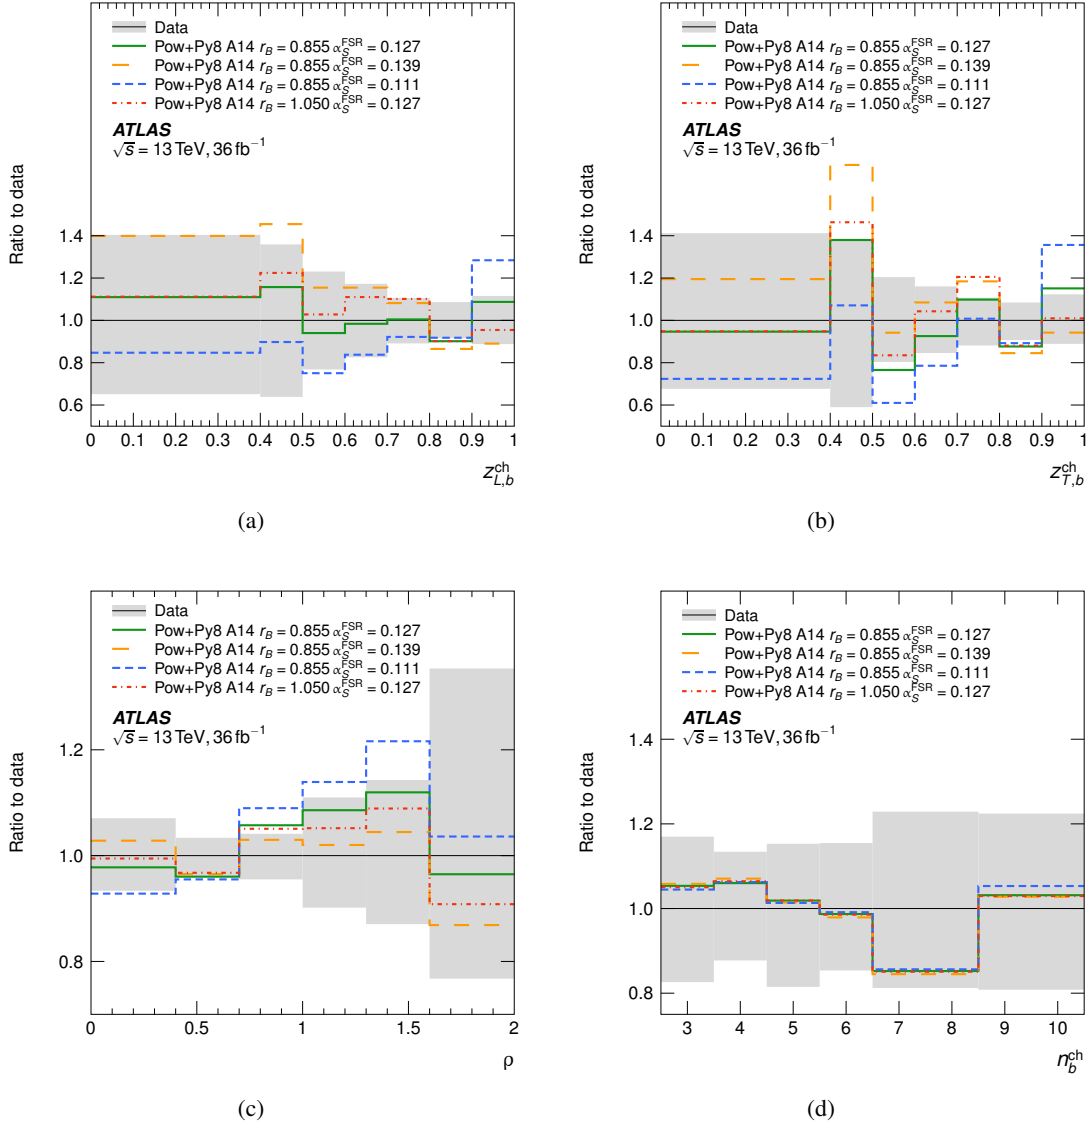 Data
Pow+Py8 A14 r_B = 0.855 α_S^FSR = 0.127
Pow+Py8 A14 r_B = 0.855 α_S^FSR = 0.139
Pow+Py8 A14 r_B = 0.855 α_S^FSR = 0.111
Pow+Py8 A14 r_B = 1.050 α_S^FSR = 0.127
ATLAS
√s = 13 TeV, 36 fb⁻¹
Ratio to data
1.4
1.2
1.0
0.8
0.6
0 0.1 0.2 0.3 0.4 0.5 0.6 0.7 0.8 0.9 1
z_{L,b}^{ch}
(a)
Data
Pow+Py8 A14 r_B = 0.855 α_S^FSR = 0.127
Pow+Py8 A14 r_B = 0.855 α_S^FSR = 0.139
Pow+Py8 A14 r_B = 0.855 α_S^FSR = 0.111
Pow+Py8 A14 r_B = 1.050 α_S^FSR = 0.127
ATLAS
√s = 13 TeV, 36 fb⁻¹
Ratio to data
1.4
1.2
1.0
0.8
0.6
0 0.1 0.2 0.3 0.4 0.5 0.6 0.7 0.8 0.9 1
z_{T,b}^{ch}
(b)
Data
Pow+Py8 A14 r_B = 0.855 α_S^FSR = 0.127
Pow+Py8 A14 r_B = 0.855 α_S^FSR = 0.139
Pow+Py8 A14 r_B = 0.855 α_S^FSR = 0.111
Pow+Py8 A14 r_B = 1.050 α_S^FSR = 0.127
ATLAS
√s = 13 TeV, 36 fb⁻¹
Ratio to data
1.2
1.0
0.8
0 0.5 1 1.5 2
ρ
(c)
Data
Pow+Py8 A14 r_B = 0.855 α_S^FSR = 0.127
Pow+Py8 A14 r_B = 0.855 α_S^FSR = 0.139
Pow+Py8 A14 r_B = 0.855 α_S^FSR = 0.111
Pow+Py8 A14 r_B = 1.050 α_S^FSR = 0.127
ATLAS
√s = 13 TeV, 36 fb⁻¹
Ratio to data
1.4
1.2
1.0
0.8
3 4 5 6 7 8 9 10
n_b^{ch}
(d)